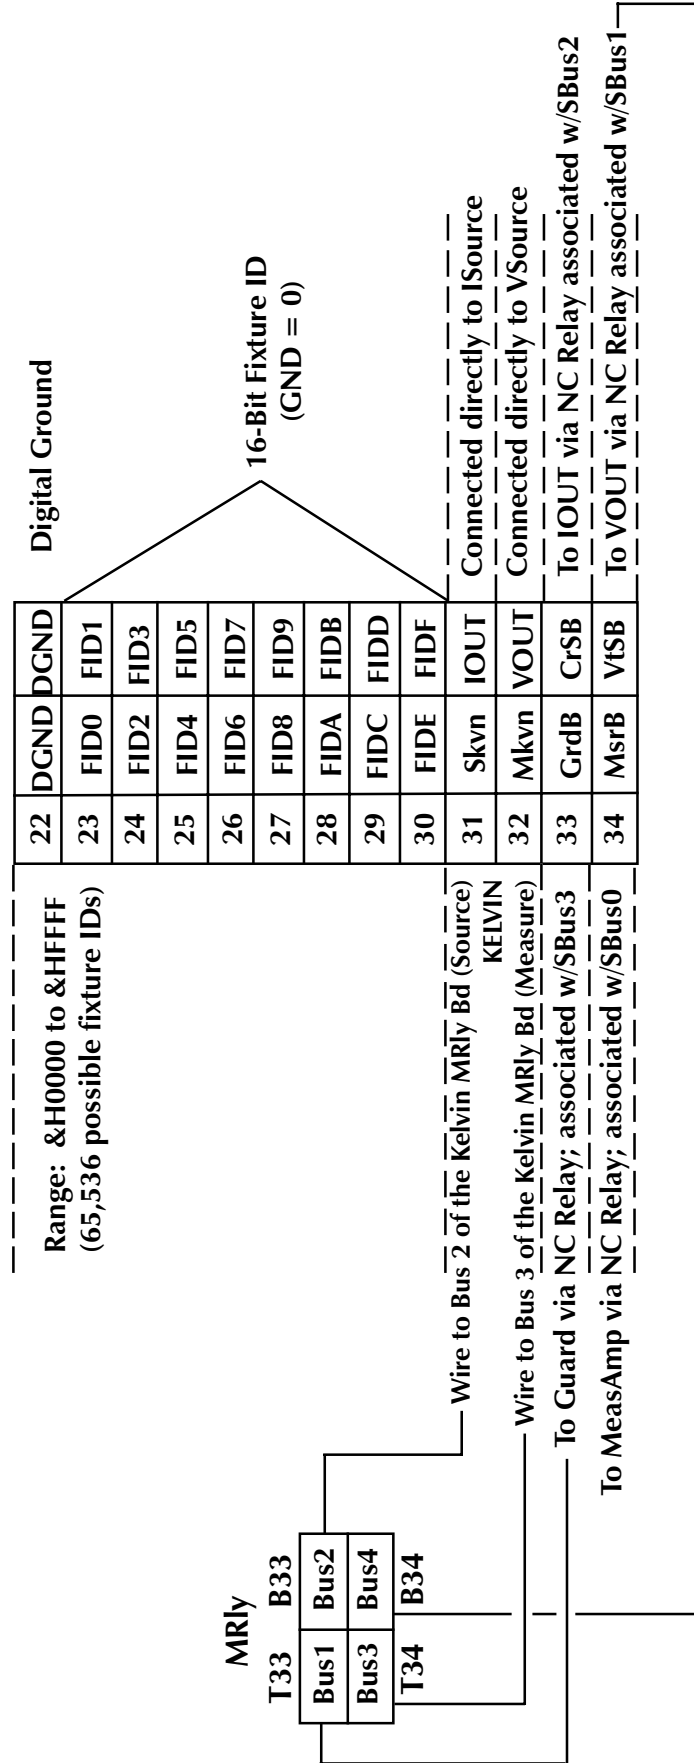 Range: &H0000 to &HFFFF
(65,536 possible fixture IDs)
22 DGND DGND Digital Ground
23 FID0 FID1
24 FID2 FID3
25 FID4 FID5
26 FID6 FID7
27 FID8 FID9
28 FIDA FIDB
29 FIDC FIDD
30 FIDE FIDF
16-Bit Fixture ID
(GND = 0)
Wire to Bus 2 of the Kelvin MRly Bd (Source) 31 Skvn IOUT Connected directly to ISource
KELVIN
Wire to Bus 3 of the Kelvin MRly Bd (Measure) 32 Mkvn VOUT Connected directly to VSource
To Guard via NC Relay; associated w/SBus3 33 GrdB CrSB To IOUT via NC Relay associated w/SBus2
To MeasAmp via NC Relay; associated w/SBus0 34 MsrB VtSB To VOUT via NC Relay associated w/SBus1
MRly
T33 B33
Bus1 Bus2
Bus3 Bus4
T34 B34